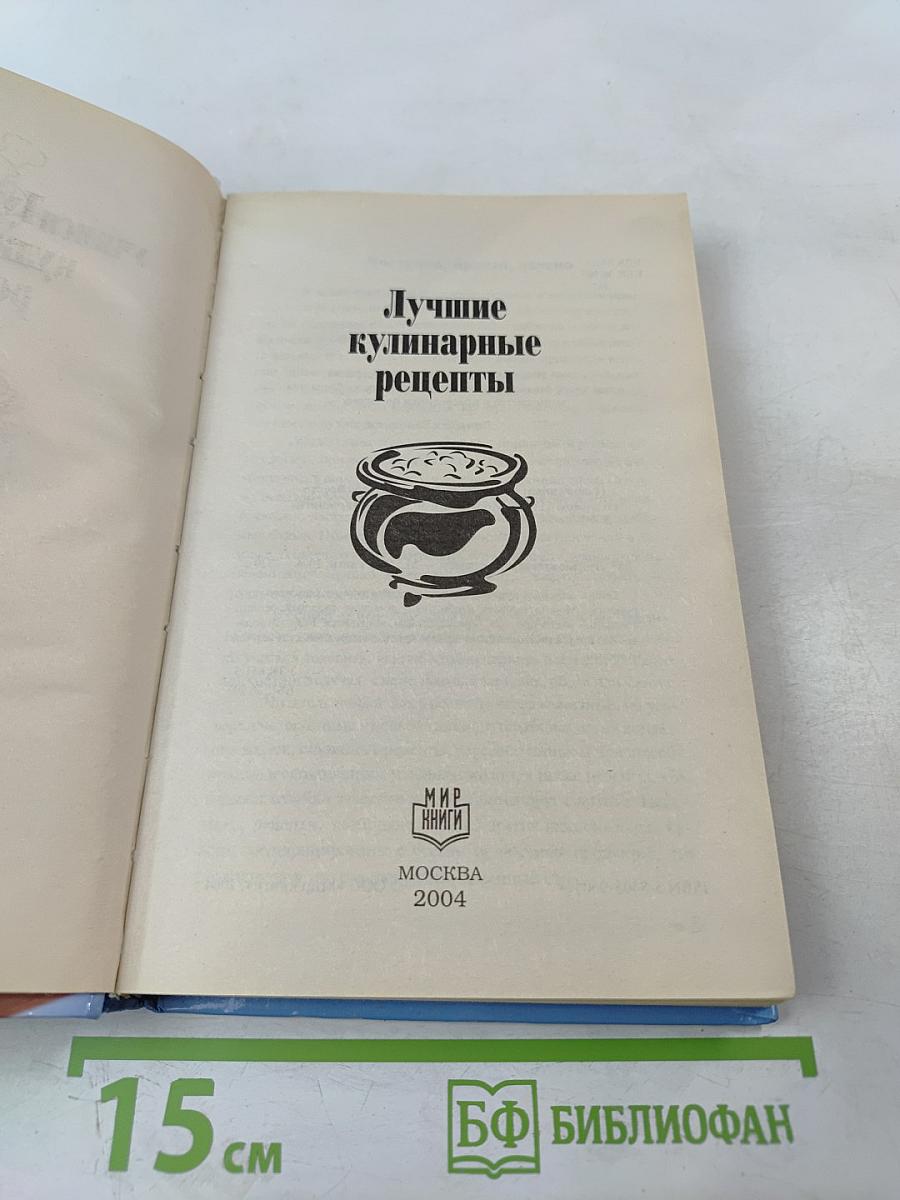 Лучшие
кулинарные
рецепты
МИР
КНИГИ
МОСКВА
2004
15 см
БФ БИБЛИОФАН